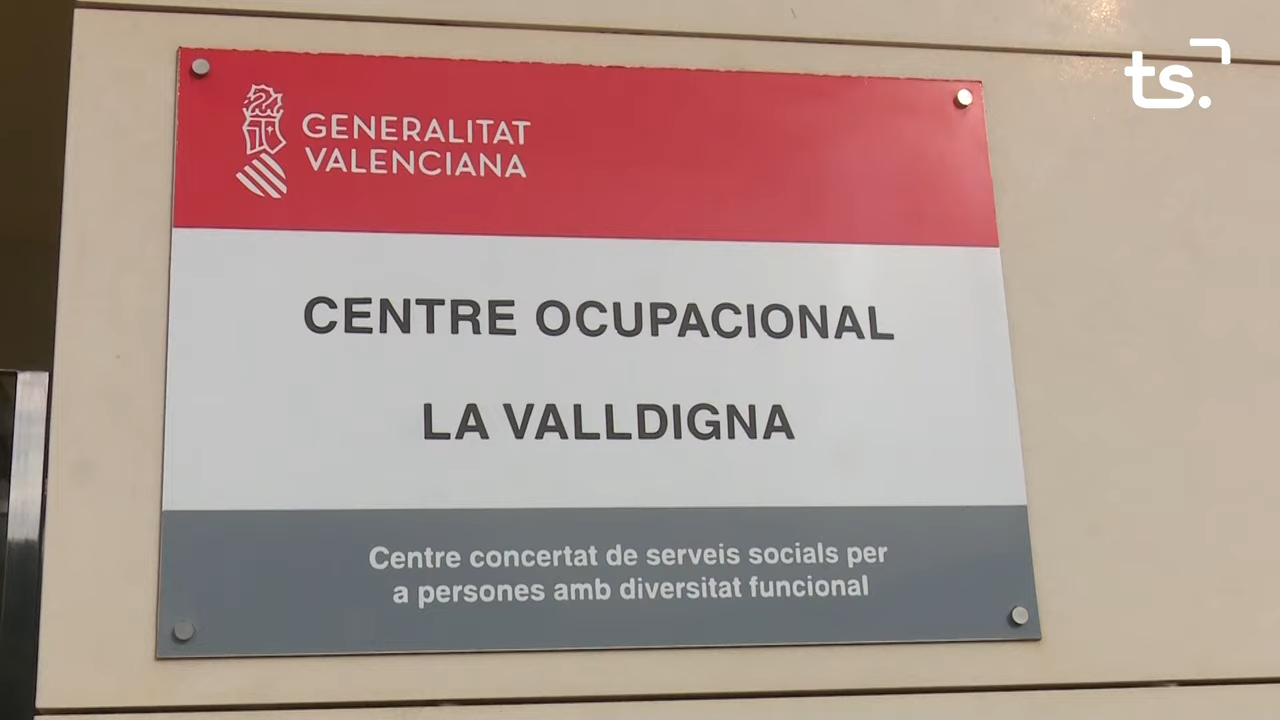 ts.
GENERALITAT
VALENCIANA
CENTRE OCUPACIONAL
LA VALLDIGNA
Centre concertat de serveis socials per
a persones amb diversitat funcional